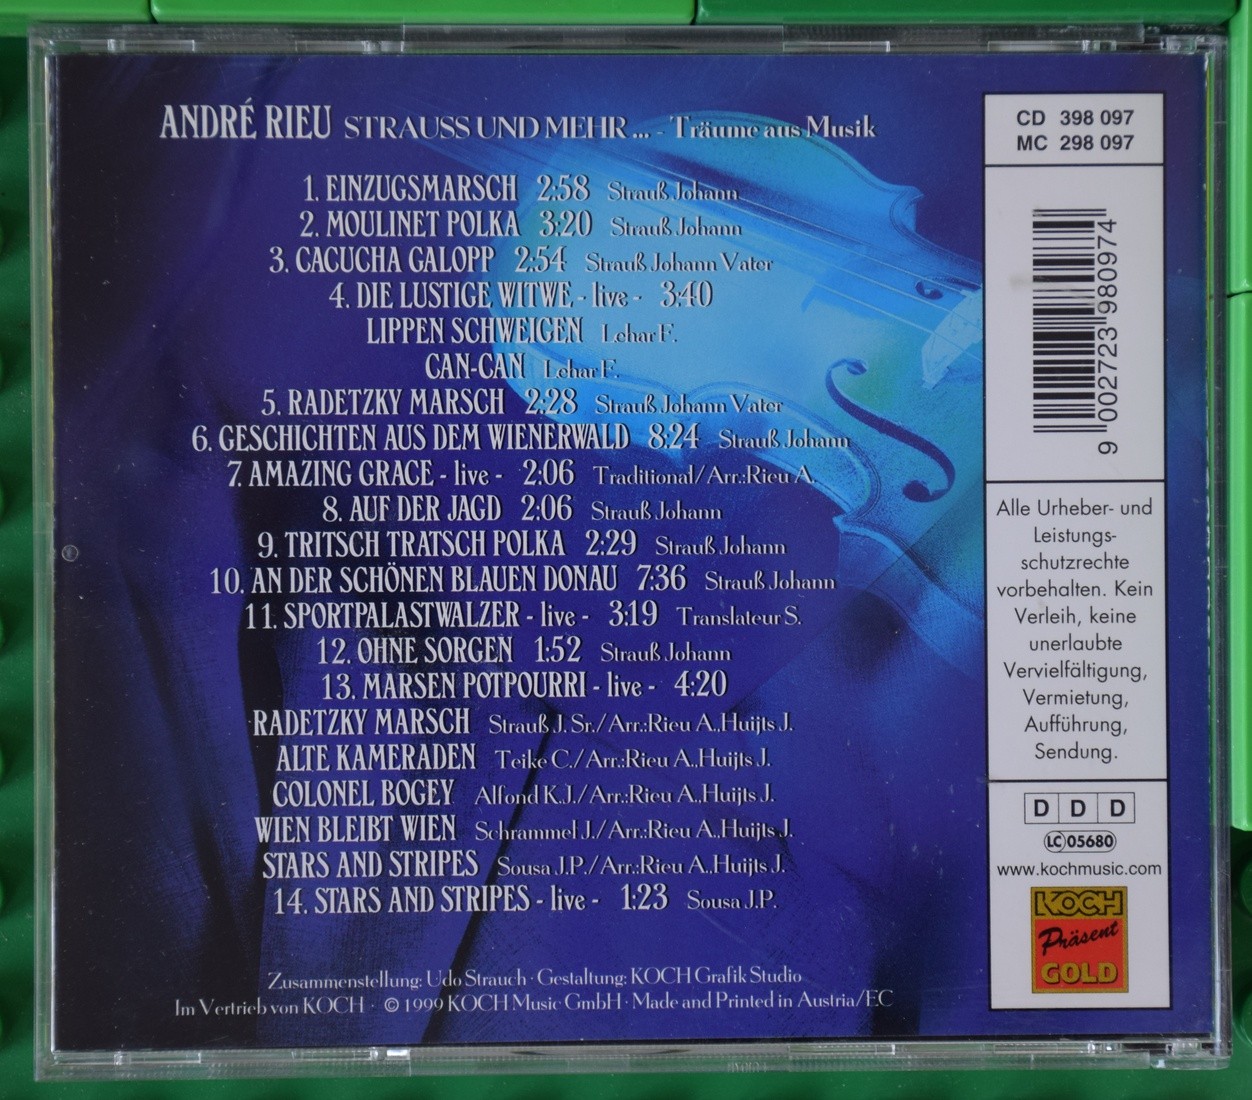 ANDRÉ RIEU STRAUSS UND MEHR ... - Träume aus Musik
1. EINZUGSMARSCH 2:58 Strauß Johann
2. MOULINET POLKA 3:20 Strauß Johann
3. CACUCHA GALOPP 2:54 Strauß Johann Vater
4. DIE LUSTIGE WITWE - live - 3:40
LIPPEN SCHWEIGEN Lehar F.
CAN-CAN Lehar F.
5. RADETZKY MARSCH 2:28 Strauß Johann Vater
6. GESCHICHTEN AUS DEM WIENERWALD 8:24 Strauß Johann
7. AMAZING GRACE - live - 2:06 Traditional/Arr.:Rieu A.
8. AUF DER JAGD 2:06 Strauß Johann
9. TRITSCH TRATSCH POLKA 2:29 Strauß Johann
10. AN DER SCHÖNEN BLAUEN DONAU 7:36 Strauß Johann
11. SPORTPALASTWALZER - live - 3:19 Translateur S.
12. OHNE SORGEN 1:52 Strauß Johann
13. MARSEN POTPOURRI - live - 4:20
RADETZKY MARSCH Strauß J. Sr./Arr.:Rieu A.,Huijts J.
ALTE KAMERADEN Teike C./Arr.:Rieu A.,Huijts J.
COLONEL BOGEY Alfond K.J./Arr.:Rieu A.,Huijts J.
WIEN BLEIBT WIEN Schrammel J./Arr.:Rieu A.,Huijts J.
STARS AND STRIPES Sousa J.P./Arr.:Rieu A.,Huijts J.
14. STARS AND STRIPES - live - 1:23 Sousa J.P.
Zusammenstellung: Udo Strauch · Gestaltung: KOCH Grafik Studio
Im Vertrieb von KOCH · © 1999 KOCH Music GmbH · Made and Printed in Austria/EC
CD 398 097
MC 298 097
9 002723 980974
Alle Urheber- und
Leistungs-
schutzrechte
vorbehalten. Kein
Verleih, keine
unerlaubte
Vervielfältigung,
Vermietung,
Aufführung,
Sendung.
D D D
LC 05680
www.kochmusic.com
KOCH
Präsent
GOLD